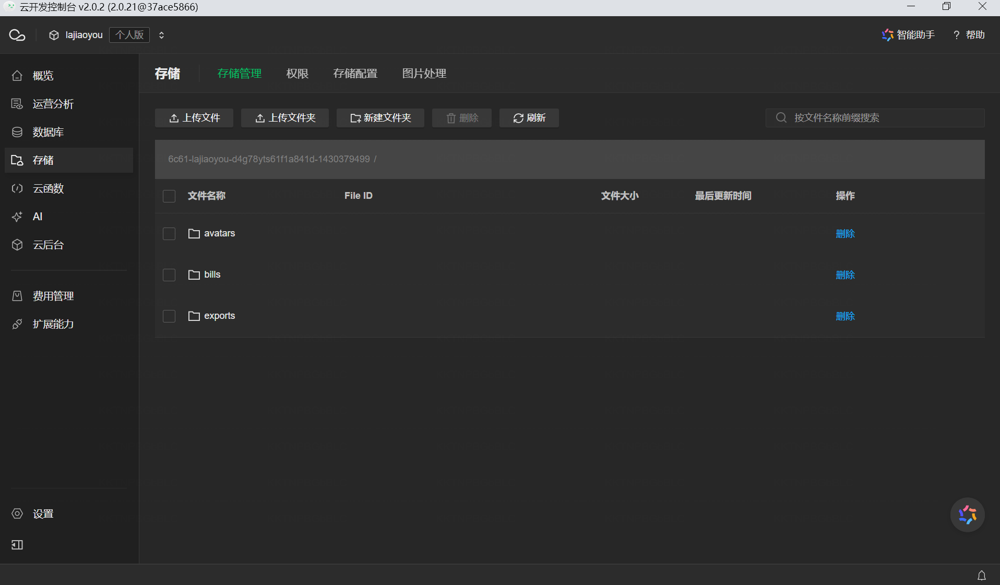 云开发控制台 v2.0.2 (2.0.21@37ace5866)
lajiaoyou 个人版
智能助手 ? 帮助
概览
运营分析
数据库
存储
云函数
AI
云后台
费用管理
扩展能力
设置
存储 存储管理 权限 存储配置 图片处理
上传文件 上传文件夹 新建文件夹 删除 刷新 按文件名称前缀搜索
6c61-lajiaoyou-d4g78yts61f1a841d-1430379499 /
文件名称 File ID 文件大小 最后更新时间 操作
avatars 删除
bills 删除
exports 删除